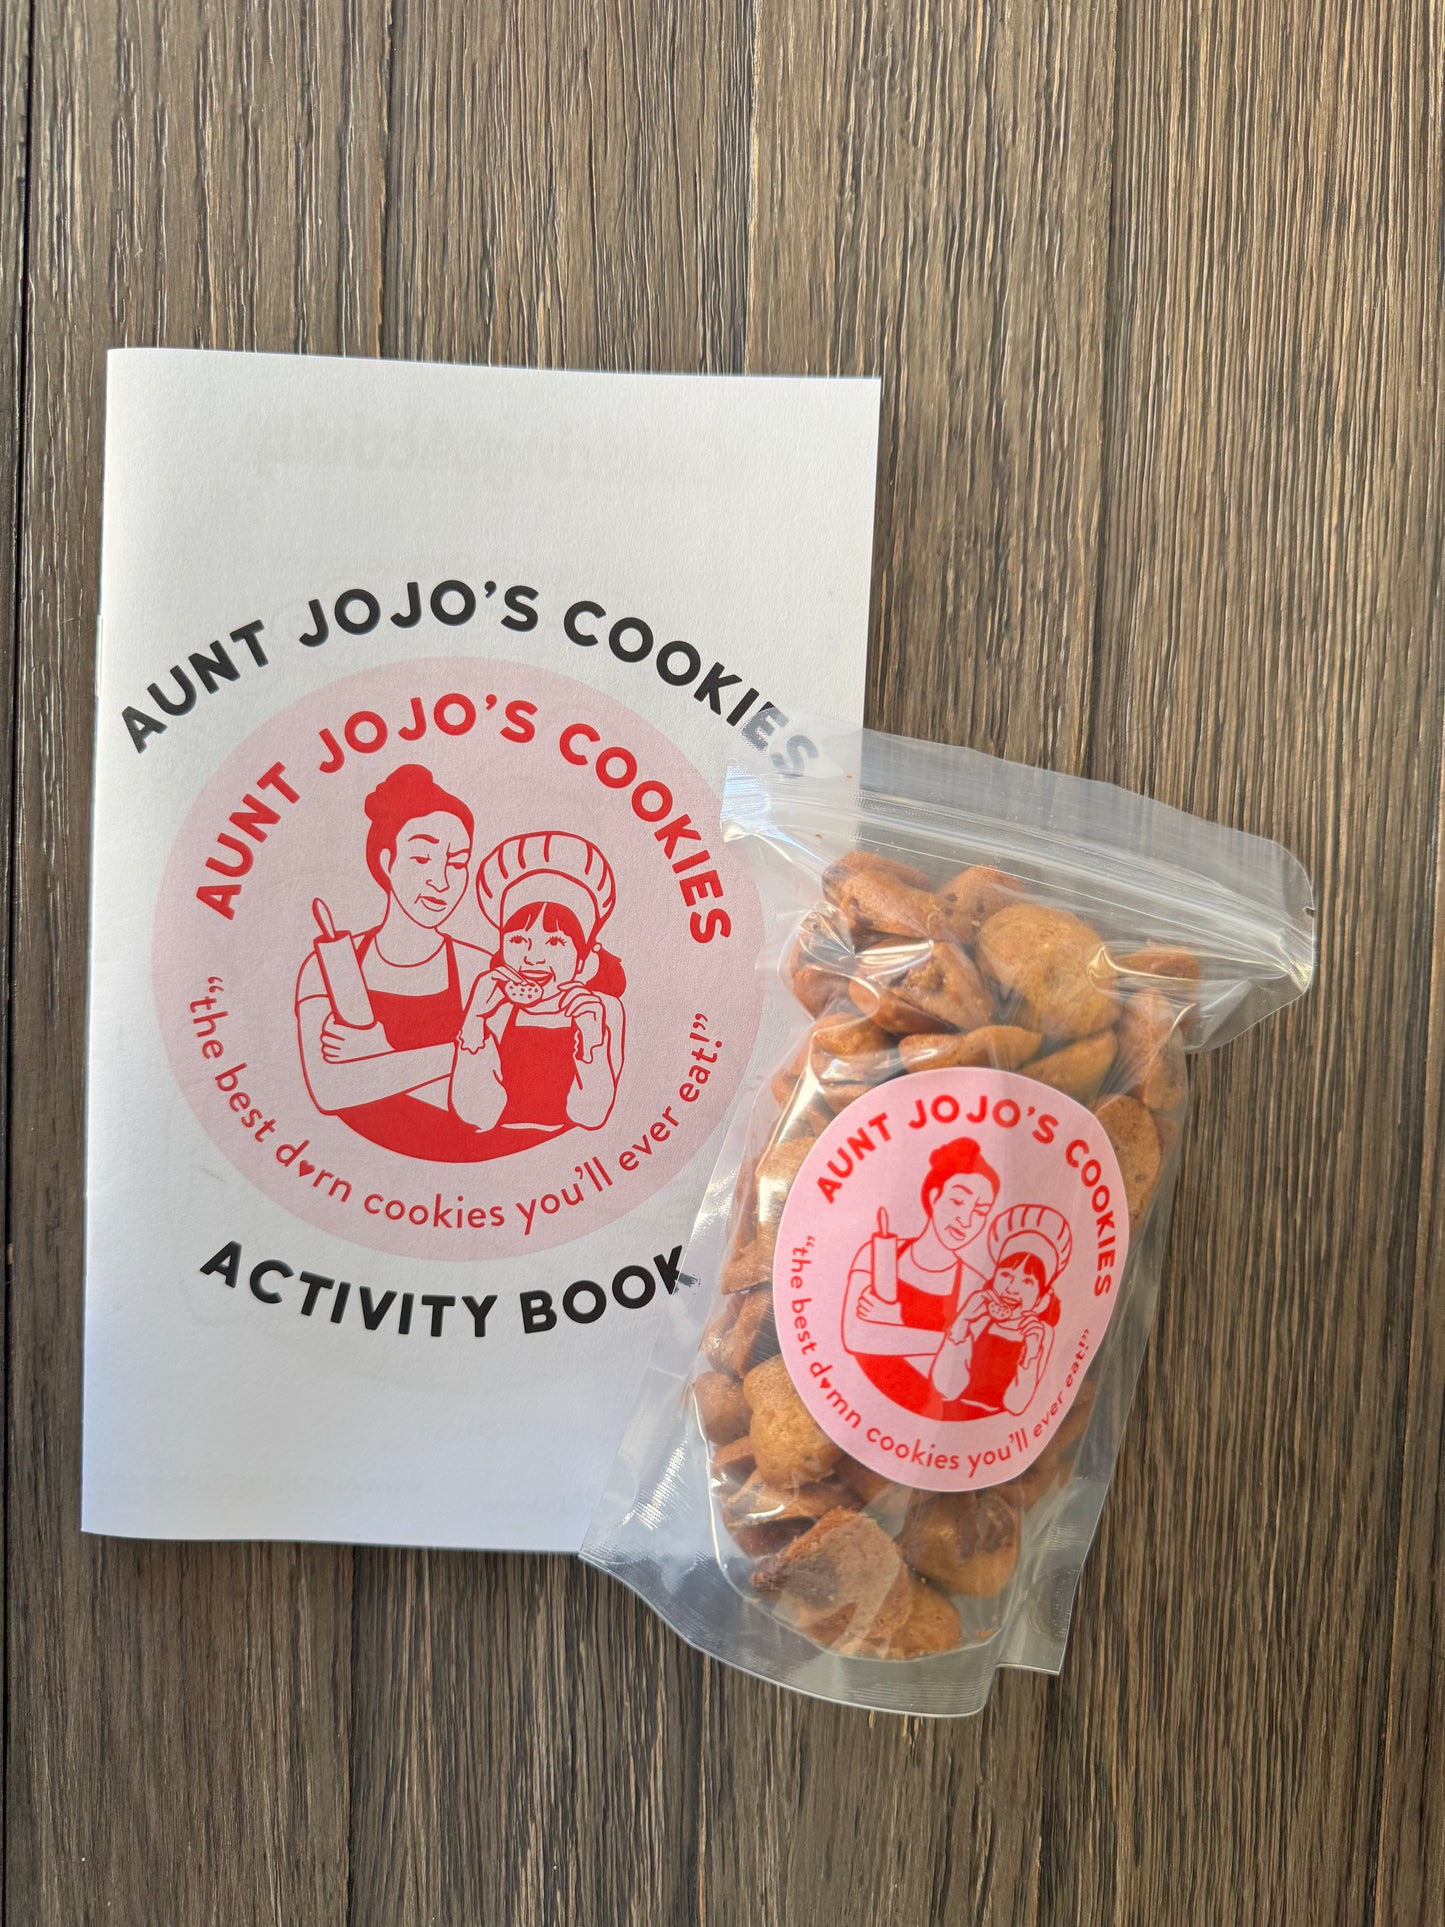 AUNT JOJO'S COOKIES
AUNT JOJO'S COOKIES
"the best d♥rn cookies you'll ever eat!"
ACTIVITY BOOK
AUNT JOJO'S COOKIES
"the best d♥mn cookies you'll ever eat!"